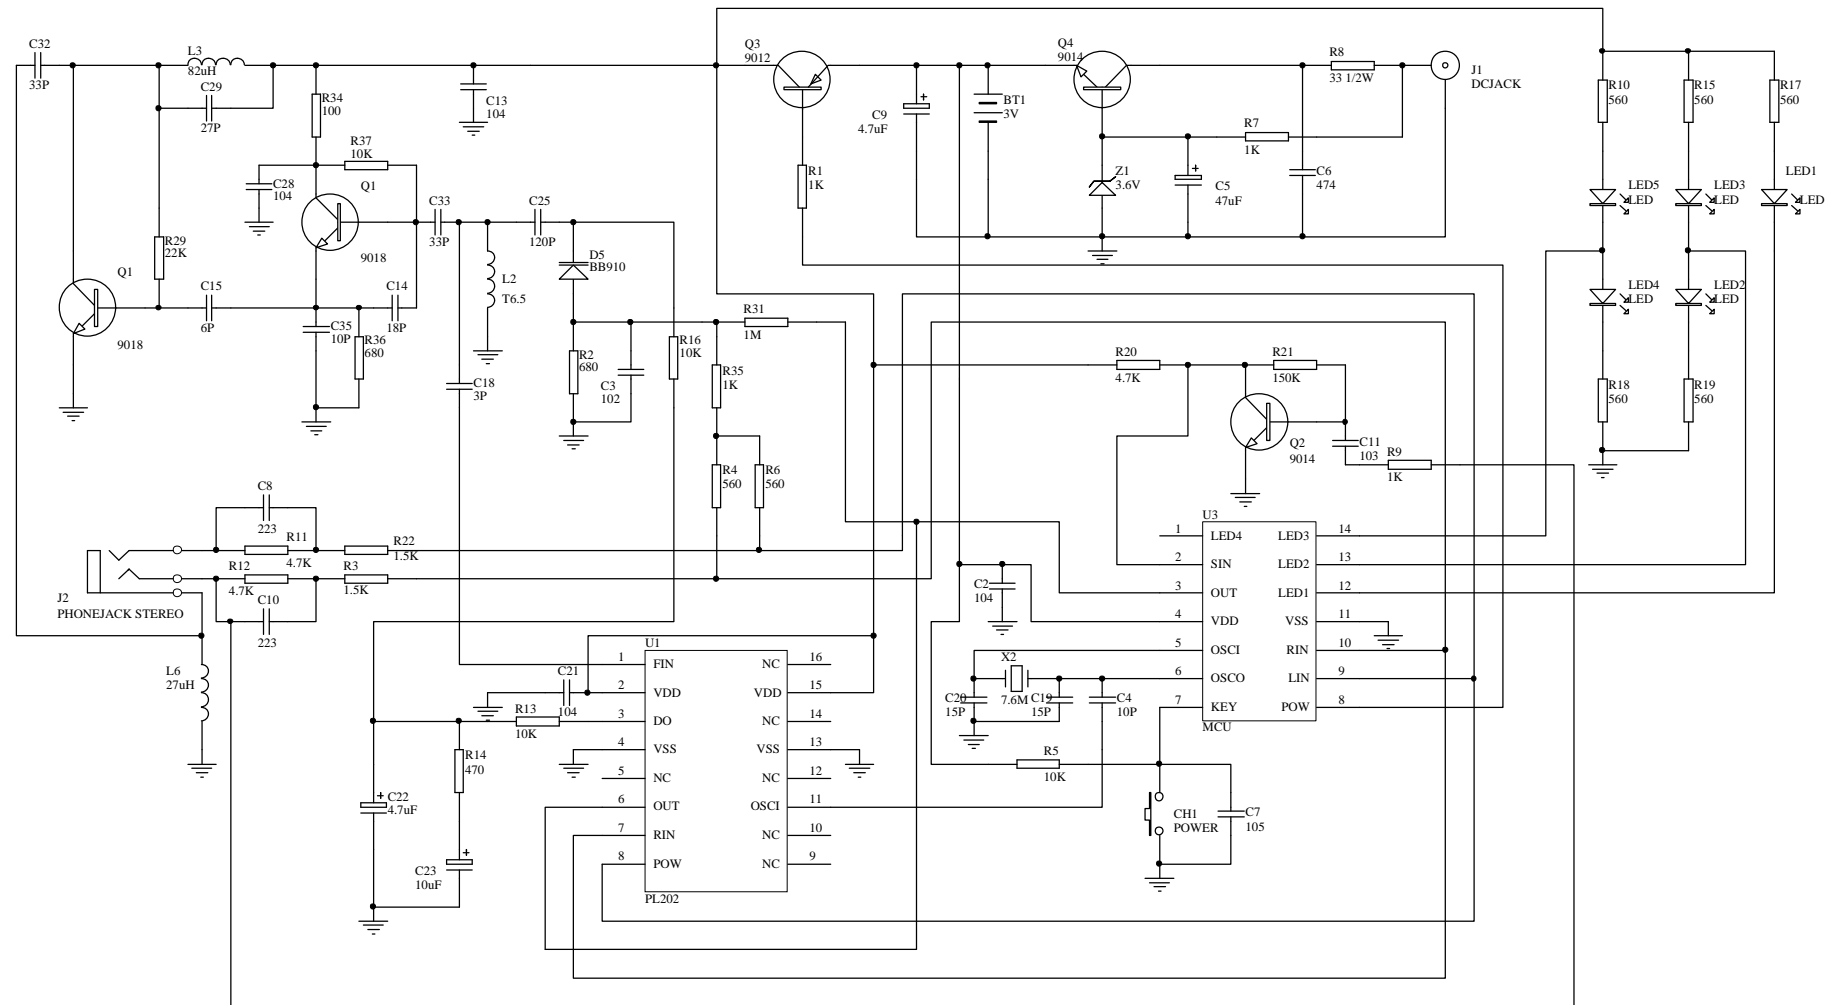 C32
33P
L3
82uH
C29
27P
R34
100
C13
104
R37
10K
C28
104
Q1
9018
C33
33P
C25
120P
R29
22K
Q1
9018
C15
6P
C14
18P
C35
10P
R36
680
L2
T6.5
D5
BB910
C18
3P
R2
680
C3
102
R16
10K
R31
1M
R35
1K
R4
560
R6
560
Q3
9012
R1
1K
C9
4.7uF
BT1
3V
Q4
9014
Z1
3.6V
C5
47uF
R7
1K
C6
474
R8
33 1/2W
J1
DCJACK
R10
560
R15
560
R17
560
LED5
LED
LED3
LED
LED1
LED
LED4
LED
LED2
LED
R18
560
R19
560
R20
4.7K
R21
150K
Q2
9014
C11
103
R9
1K
C8
223
R11
4.7K
R22
1.5K
R12
4.7K
R3
1.5K
C10
223
J2
PHONEJACK STEREO
L6
27uH
C21
104
R13
10K
R14
470
C22
4.7uF
C23
10uF
U1
1 FIN NC 16
2 VDD VDD 15
3 DO NC 14
4 VSS VSS 13
5 NC NC 12
6 OUT OSCI 11
7 RIN NC 10
8 POW NC 9
PL202
C2
104
X2
7.6M
C20
15P
C19
15P
C4
10P
R5
10K
CH1
POWER
C7
105
U3
1 LED4 LED3 14
2 SIN LED2 13
3 OUT LED1 12
4 VDD VSS 11
5 OSCI RIN 10
6 OSCO LIN 9
7 KEY POW 8
MCU